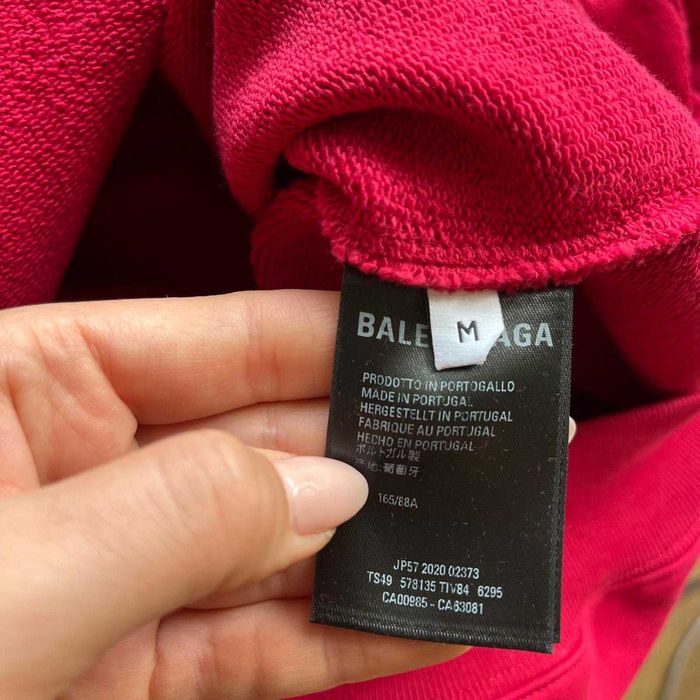 BALE AGA
M
PRODOTTO IN PORTOGALLO
MADE IN PORTUGAL
HERGESTELLT IN PORTUGAL
FABRIQUE AU PORTUGAL
HECHO EN PORTUGAL
ポルトガル製
产地:葡萄牙
165/88A
JP57 2020 02373
TS49 578135 TIV84 6295
CA00985 - CA63081